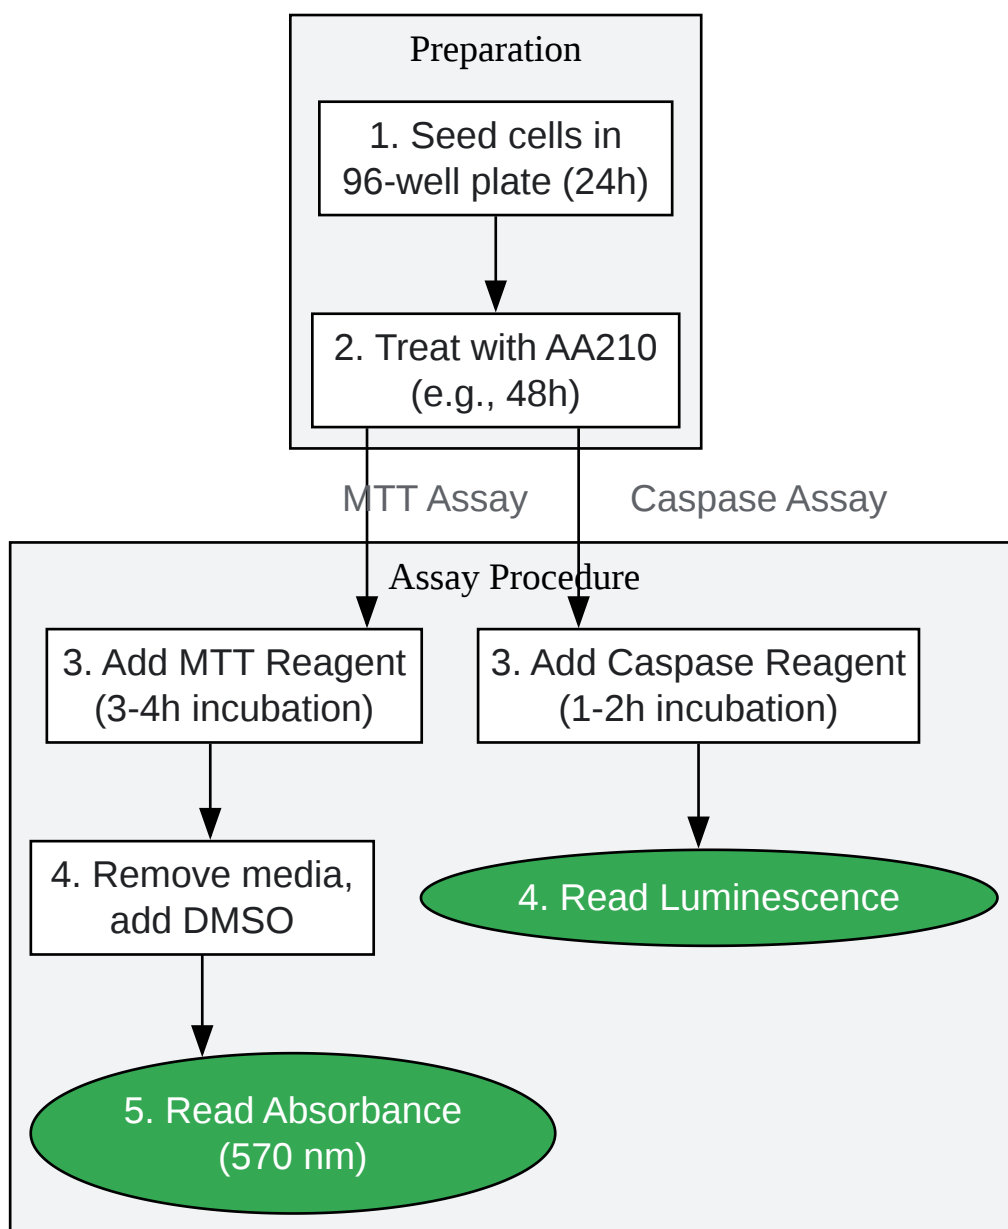 Preparation
1. Seed cells in
96-well plate (24h)
2. Treat with AA210
(e.g., 48h)
MTT Assay
Caspase Assay
Assay Procedure
3. Add MTT Reagent
(3-4h incubation)
3. Add Caspase Reagent
(1-2h incubation)
4. Remove media,
add DMSO
4. Read Luminescence
5. Read Absorbance
(570 nm)